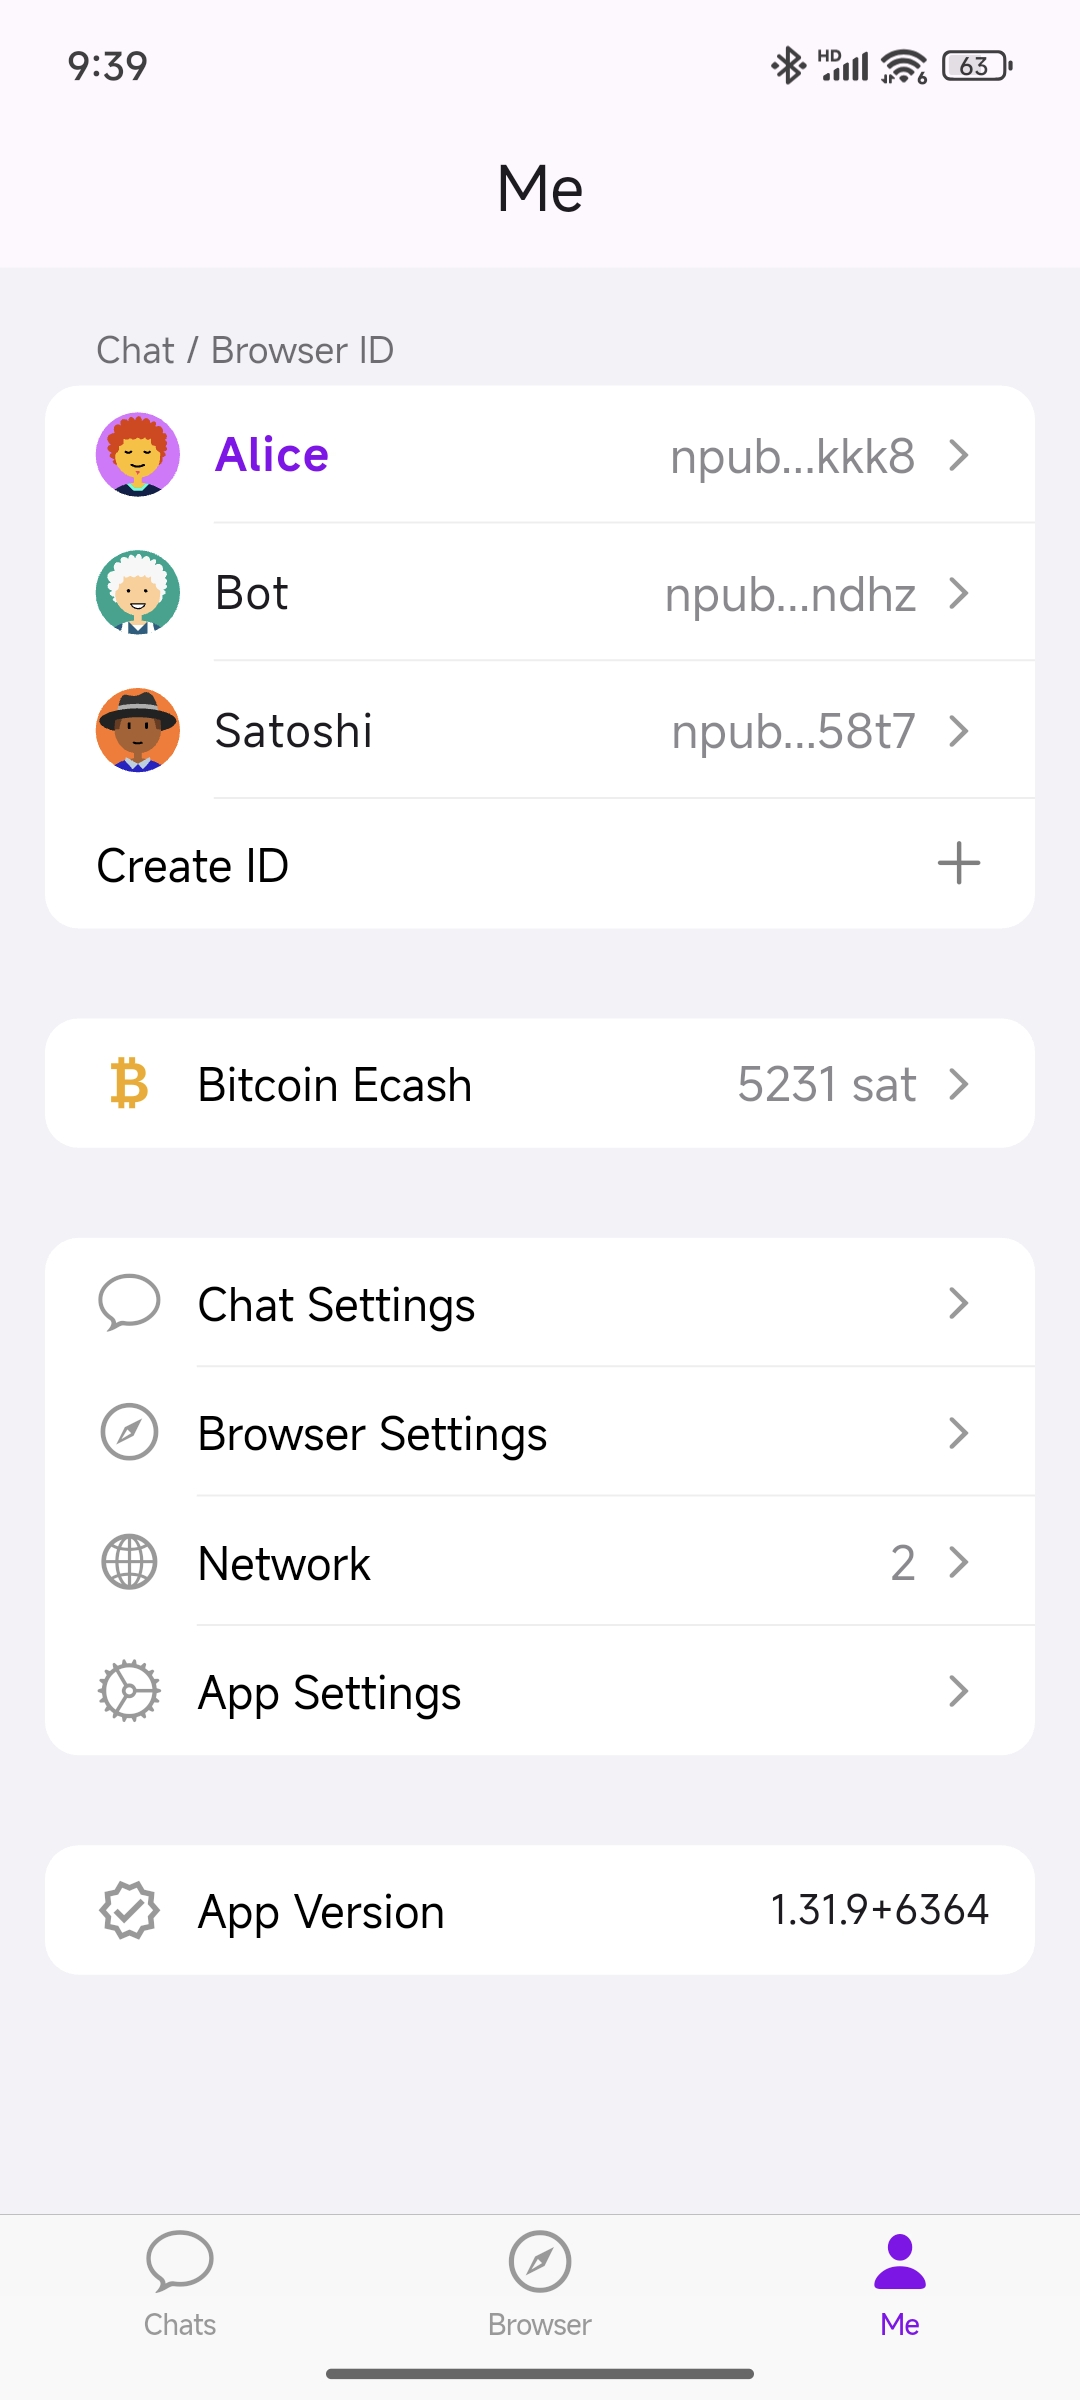 9:39
HD
6
63
Me
Chat / Browser ID
Alice npub...kkk8
Bot npub...ndhz
Satoshi npub...58t7
Create ID
Bitcoin Ecash 5231 sat
Chat Settings
Browser Settings
Network 2
App Settings
App Version 1.31.9+6364
Chats Browser Me